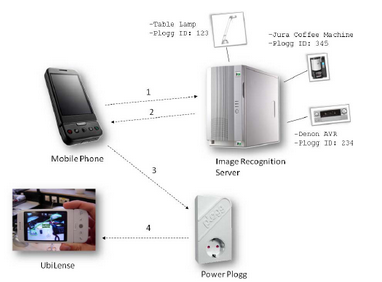 -Table Lamp
-Plogg ID: 123
-Jura Coffee Machine
-Plogg ID: 345
1
2
-Denon AVR
-Plogg ID: 234
Mobile Phone
Image Recognition
Server
3
4
UbiLense
Power Plogg